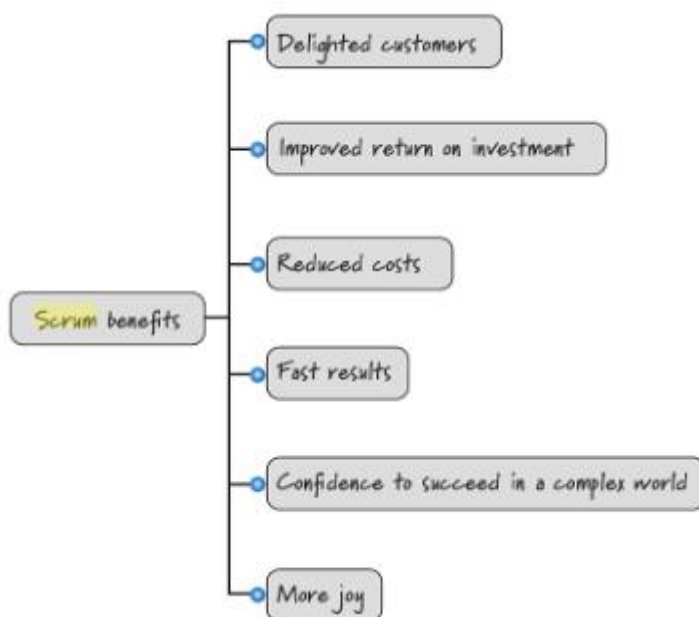 Delighted customers
Improved return on investment
Reduced costs
Scrum benefits
Fast results
Confidence to succeed in a complex world
More joy